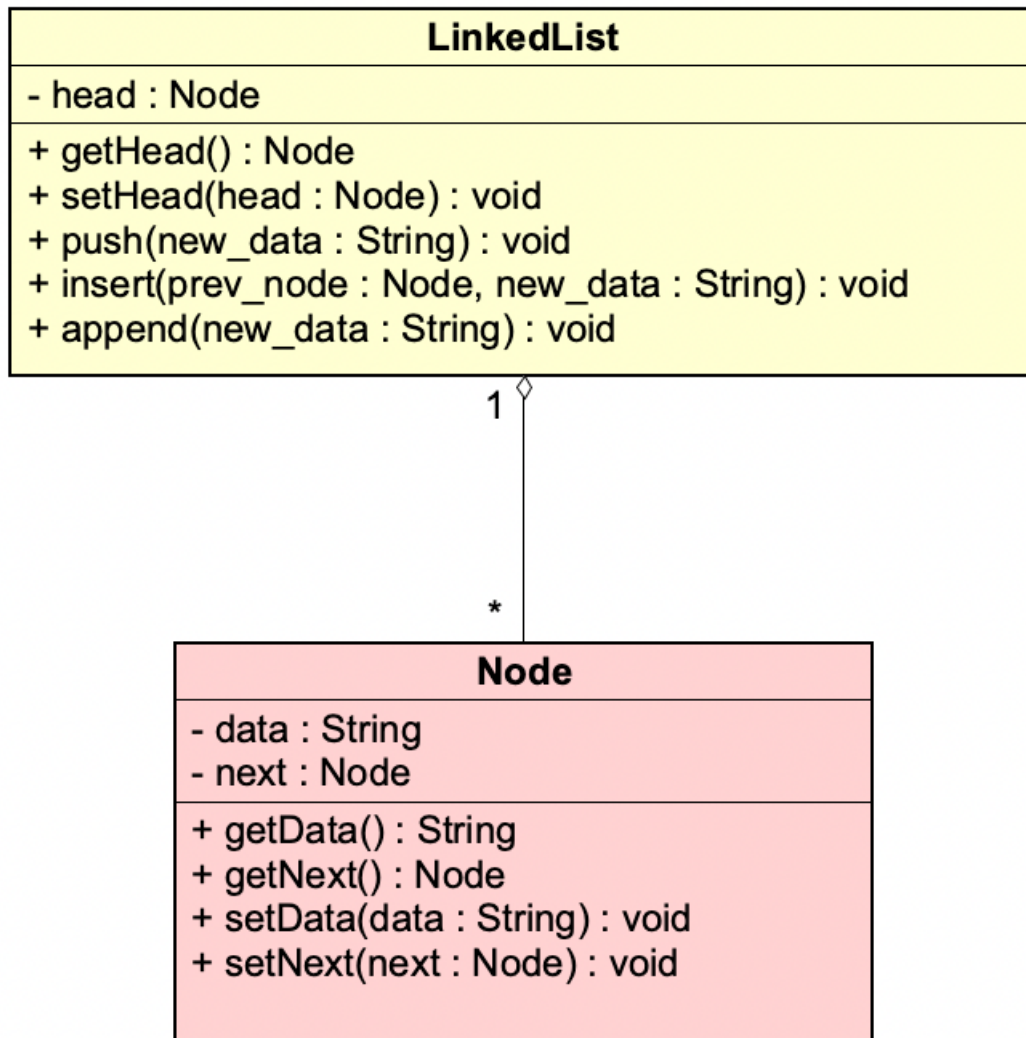 LinkedList
- head : Node
+ getHead() : Node
+ setHead(head : Node) : void
+ push(new_data : String) : void
+ insert(prev_node : Node, new_data : String) : void
+ append(new_data : String) : void
1
*
Node
- data : String
- next : Node
+ getData() : String
+ getNext() : Node
+ setData(data : String) : void
+ setNext(next : Node) : void